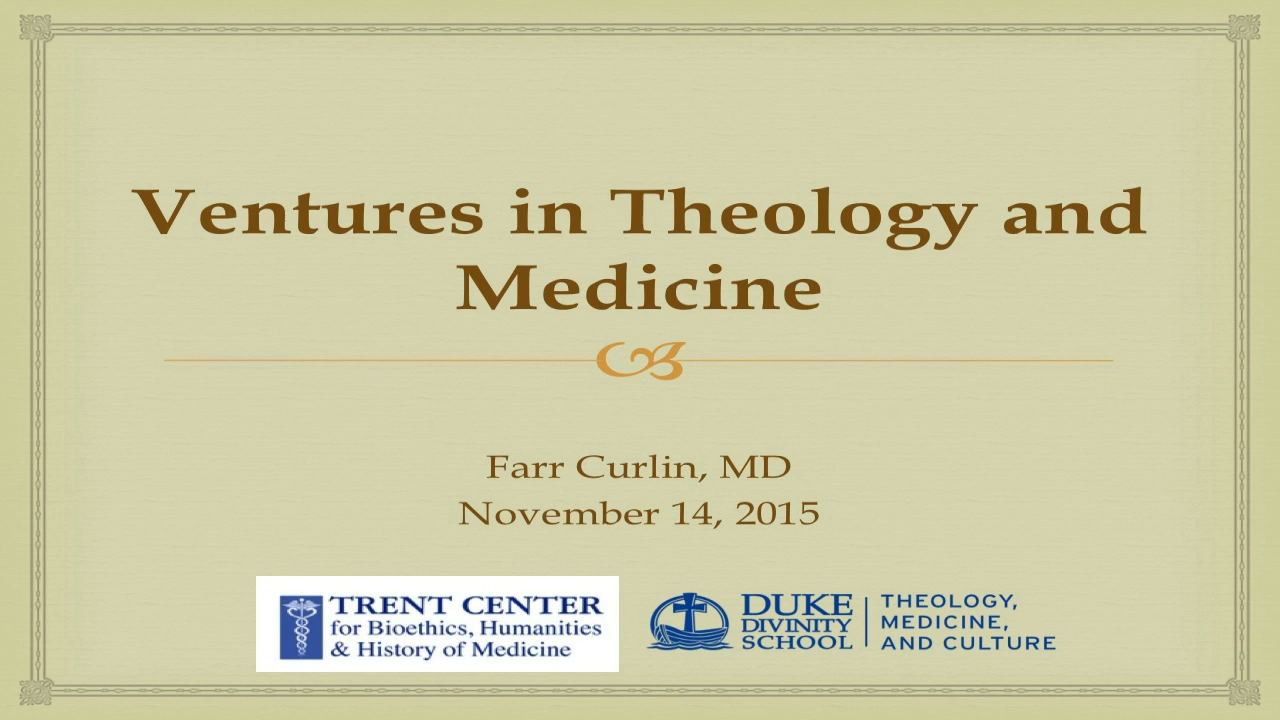 Ventures in Theology and
Medicine
Farr Curlin, MD
November 14, 2015
TRENT CENTER
for Bioethics, Humanities
& History of Medicine
DUKE
DIVINITY
SCHOOL
THEOLOGY,
MEDICINE,
AND CULTURE